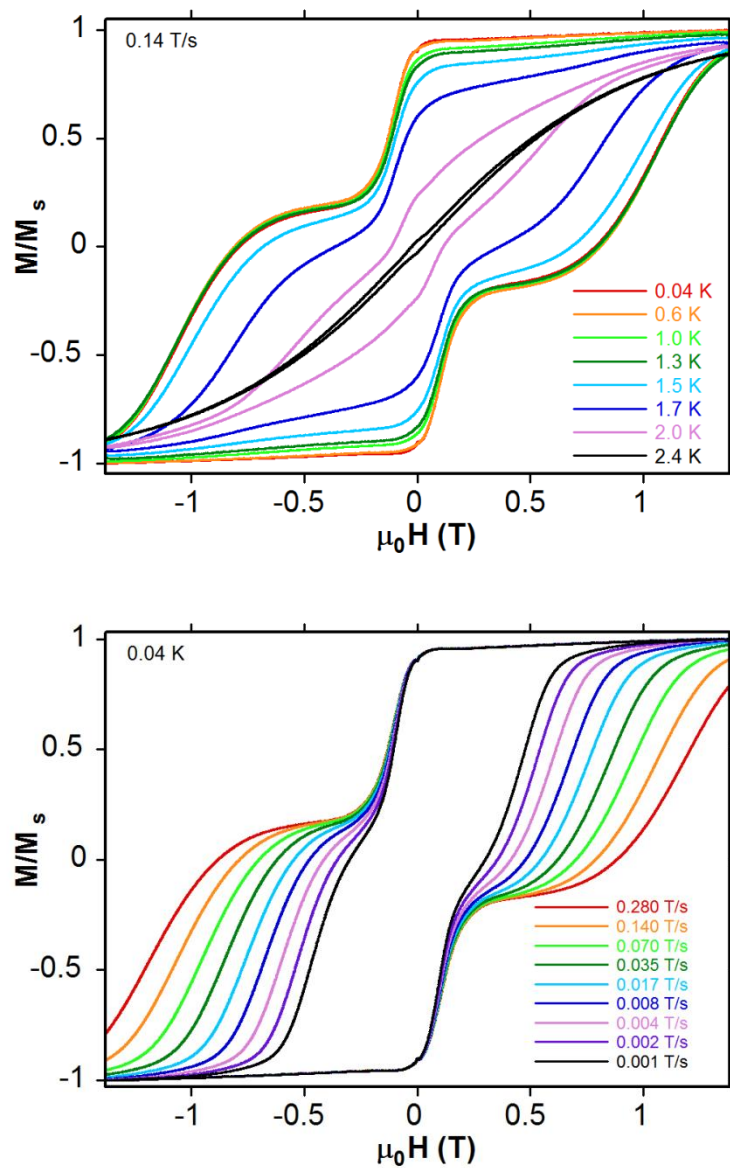 0.14 T/s
1
0.5
0
-0.5
-1
M/M s
0.04 K
0.6 K
1.0 K
1.3 K
1.5 K
1.7 K
2.0 K
2.4 K
-1 -0.5 0 0.5 1
μ0H (T)
0.04 K
1
0.5
0
-0.5
-1
M/M s
0.280 T/s
0.140 T/s
0.070 T/s
0.035 T/s
0.017 T/s
0.008 T/s
0.004 T/s
0.002 T/s
0.001 T/s
-1 -0.5 0 0.5 1
μ0H (T)